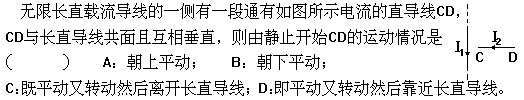 无限长直载流导线的一侧有一段通有如图所示电流的直导线CD,
CD与长直导线共面且互相垂直，则由静止开始CD的运动情况是
（　　） A：朝上平动； B：朝下平动；
C:既平动又转动然后离开长直导线；D:即平动又转动然后靠近长直导线。
I₁
I₂
C D